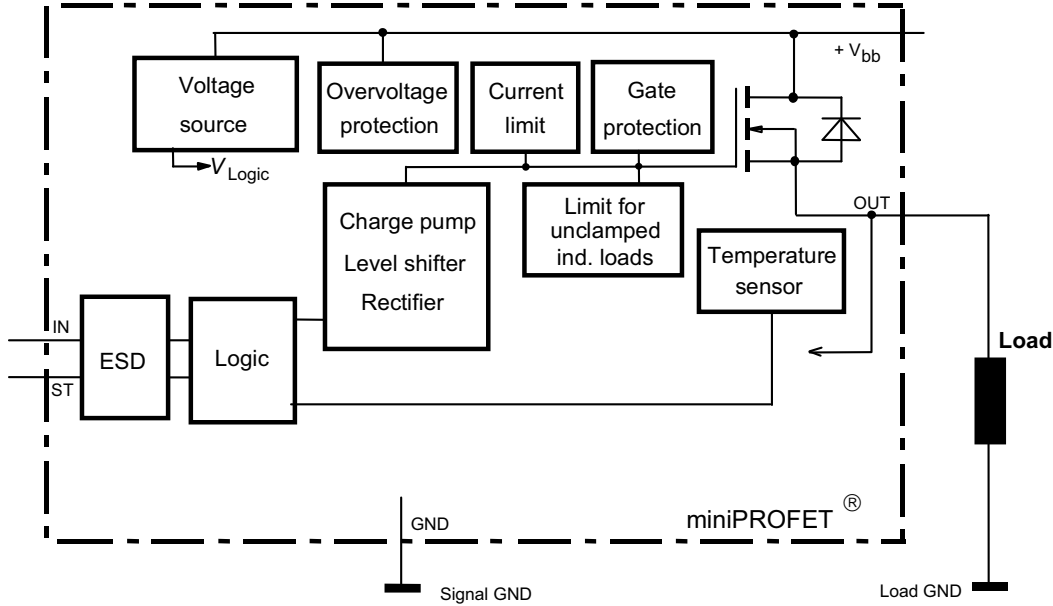 + V bb
Voltage
source
Overvoltage
protection
Current
limit
Gate
protection
V Logic
Charge pump
Level shifter
Rectifier
Limit for
unclamped
ind. loads
OUT
Temperature
sensor
IN
ST
ESD
Logic
Load
GND
miniPROFET ®
Signal GND
Load GND